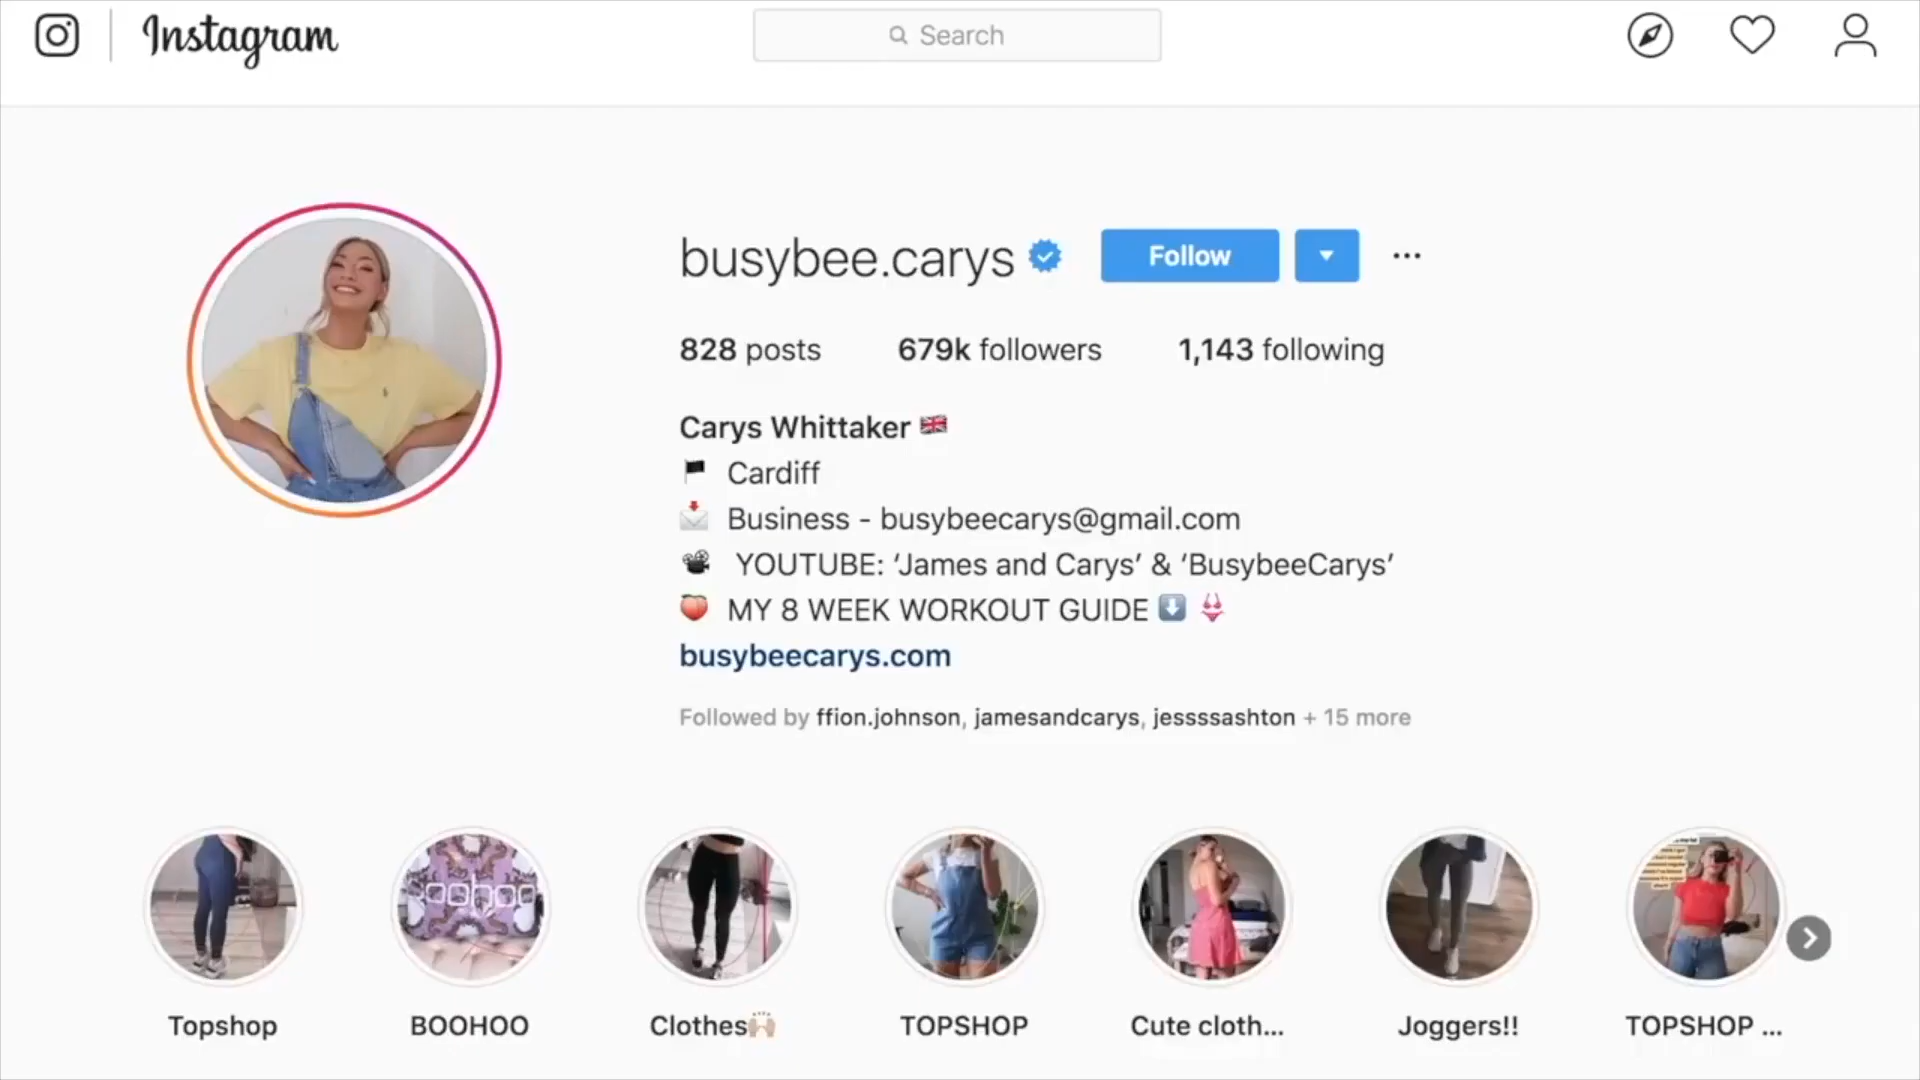 Instagram
Search
busybee.carys
Follow
828 posts 679k followers 1,143 following
Carys Whittaker 🇬🇧
🏴 Cardiff
📩 Business - busybeecarys@gmail.com
📽 YOUTUBE: ‘James and Carys’ & ‘BusybeeCarys’
🍑 MY 8 WEEK WORKOUT GUIDE ⬇️ 👙
busybeecarys.com
Followed by ffion.johnson, jamesandcarys, jessssashton + 15 more
boohoo
Topshop
BOOHOO
Clothes🙌🏼
TOPSHOP
Cute cloth...
Joggers!!
TOPSHOP ...